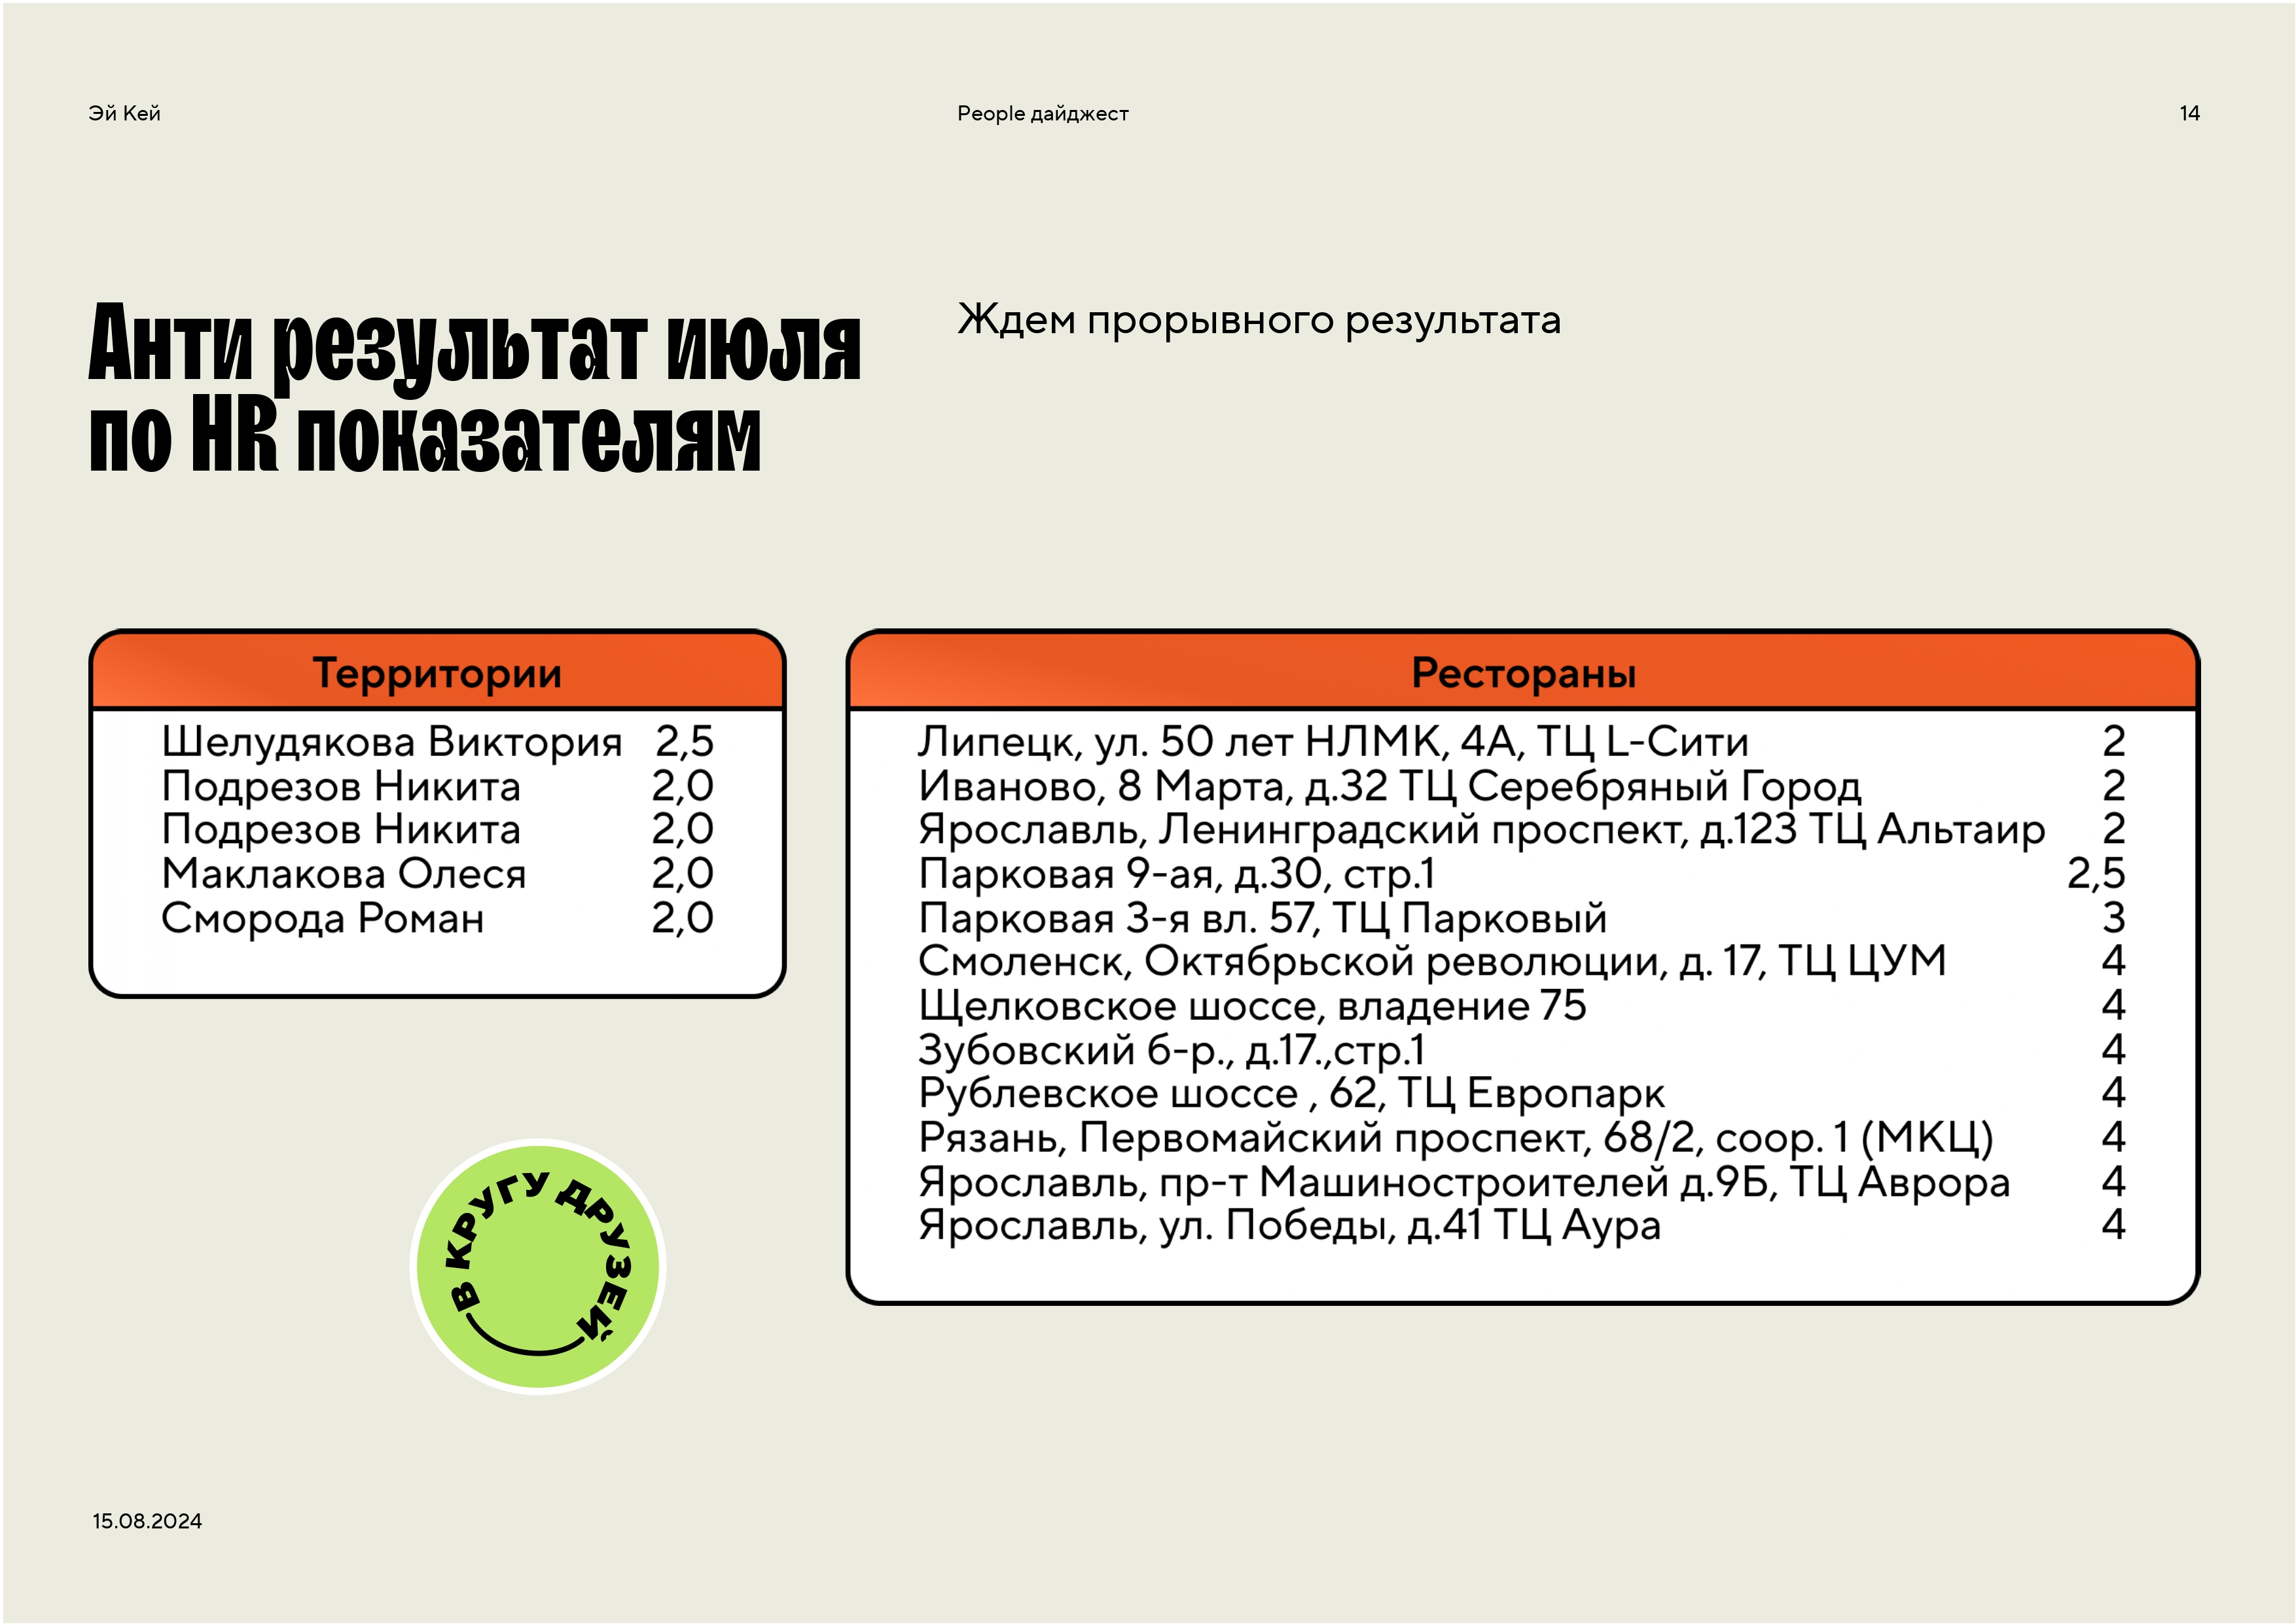 Эй Кей
People дайджест
14
Анти результат июля
по HR показателям
Ждем прорывного результата
Территории
Шелудякова Виктория 2,5
Подрезов Никита 2,0
Подрезов Никита 2,0
Маклакова Олеся 2,0
Сморода Роман 2,0
Рестораны
Липецк, ул. 50 лет НЛМК, 4А, ТЦ L-Сити 2
Иваново, 8 Марта, д.32 ТЦ Серебряный Город 2
Ярославль, Ленинградский проспект, д.123 ТЦ Альтаир 2
Парковая 9-ая, д.30, стр.1 2,5
Парковая 3-я вл. 57, ТЦ Парковый 3
Смоленск, Октябрьской революции, д. 17, ТЦ ЦУМ 4
Щелковское шоссе, владение 75 4
Зубовский б-р., д.17.,стр.1 4
Рублевское шоссе , 62, ТЦ Европарк 4
Рязань, Первомайский проспект, 68/2, соор. 1 (МКЦ) 4
Ярославль, пр-т Машиностроителей д.9Б, ТЦ Аврора 4
Ярославль, ул. Победы, д.41 ТЦ Аура 4
В КРУГУ ДРУЗЕЙ
15.08.2024